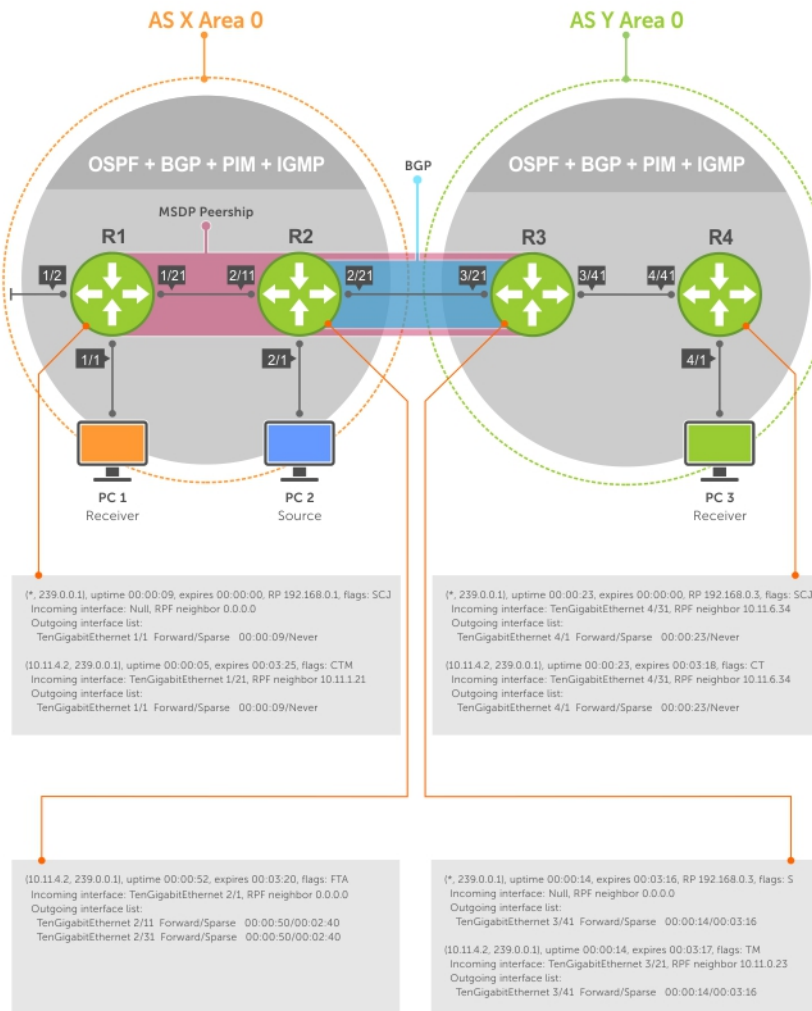 AS X Area 0
AS Y Area 0
OSPF + BGP + PIM + IGMP
BGP
OSPF + BGP + PIM + IGMP
MSDP Peership
R1
R2
R3
R4
1/2
1/21
2/11
2/21
3/21
3/41
4/41
1/1
2/1
4/1
PC 1
Receiver
PC 2
Source
PC 3
Receiver
(*, 239.0.0.1), uptime 00:00:09, expires 00:00:00, RP 192.168.0.1, flags: SCJ
Incoming interface: Null, RPF neighbor 0.0.0.0
Outgoing interface list:
TenGigabitEthernet 1/1 Forward/Sparse 00:00:09/Never
(10.11.4.2, 239.0.0.1), uptime 00:00:05, expires 00:03:25, flags: CTM
Incoming interface: TenGigabitEthernet 1/21, RPF neighbor 10.11.1.21
Outgoing interface list:
TenGigabitEthernet 1/1 Forward/Sparse 00:00:09/Never
(*, 239.0.0.1), uptime 00:00:23, expires 00:00:00, RP 192.168.0.3, flags: SCJ
Incoming interface: TenGigabitEthernet 4/31, RPF neighbor 10.11.6.34
Outgoing interface list:
TenGigabitEthernet 4/1 Forward/Sparse 00:00:23/Never
(10.11.4.2, 239.0.0.1), uptime 00:00:23, expires 00:03:18, flags: CT
Incoming interface: TenGigabitEthernet 4/31, RPF neighbor 10.11.6.34
Outgoing interface list:
TenGigabitEthernet 4/1 Forward/Sparse 00:00:23/Never
(10.11.4.2, 239.0.0.1), uptime 00:00:52, expires 00:03:20, flags: FTA
Incoming interface: TenGigabitEthernet 2/1, RPF neighbor 0.0.0.0
Outgoing interface list:
TenGigabitEthernet 2/11 Forward/Sparse 00:00:50/00:02:40
TenGigabitEthernet 2/31 Forward/Sparse 00:00:50/00:02:40
(*, 239.0.0.1), uptime 00:00:14, expires 00:03:16, RP 192.168.0.3, flags: S
Incoming interface: Null, RPF neighbor 0.0.0.0
Outgoing interface list:
TenGigabitEthernet 3/41 Forward/Sparse 00:00:14/00:03:16
(10.11.4.2, 239.0.0.1), uptime 00:00:14, expires 00:03:17, flags: TM
Incoming interface: TenGigabitEthernet 3/21, RPF neighbor 10.11.0.23
Outgoing interface list:
TenGigabitEthernet 3/41 Forward/Sparse 00:00:14/00:03:16